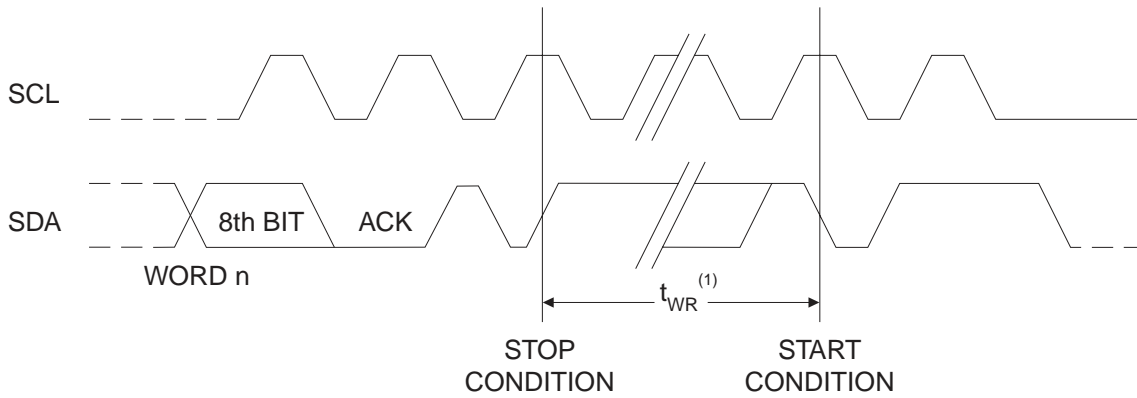 SCL
SDA
8th BIT
ACK
WORD n
tWR(1)
STOP
CONDITION
START
CONDITION